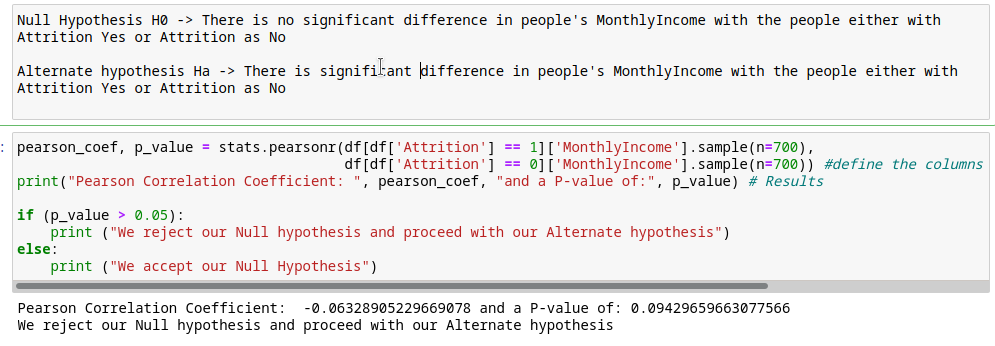 Null Hypothesis H0 -> There is no significant difference in people's MonthlyIncome with the people either with
Attrition Yes or Attrition as No
Alternate hypothesis Ha -> There is significant difference in people's MonthlyIncome with the people either with
Attrition Yes or Attrition as No
: pearson_coef, p_value = stats.pearsonr(df[df['Attrition'] == 1]['MonthlyIncome'].sample(n=700),
df[df['Attrition'] == 0]['MonthlyIncome'].sample(n=700)) #define the columns
print("Pearson Correlation Coefficient: ", pearson_coef, "and a P-value of:", p_value) # Results
if (p_value > 0.05):
    print ("We reject our Null hypothesis and proceed with our Alternate hypothesis")
else:
    print ("We accept our Null Hypothesis")
Pearson Correlation Coefficient:  -0.06328905229669078 and a P-value of: 0.09429659663077566
We reject our Null hypothesis and proceed with our Alternate hypothesis